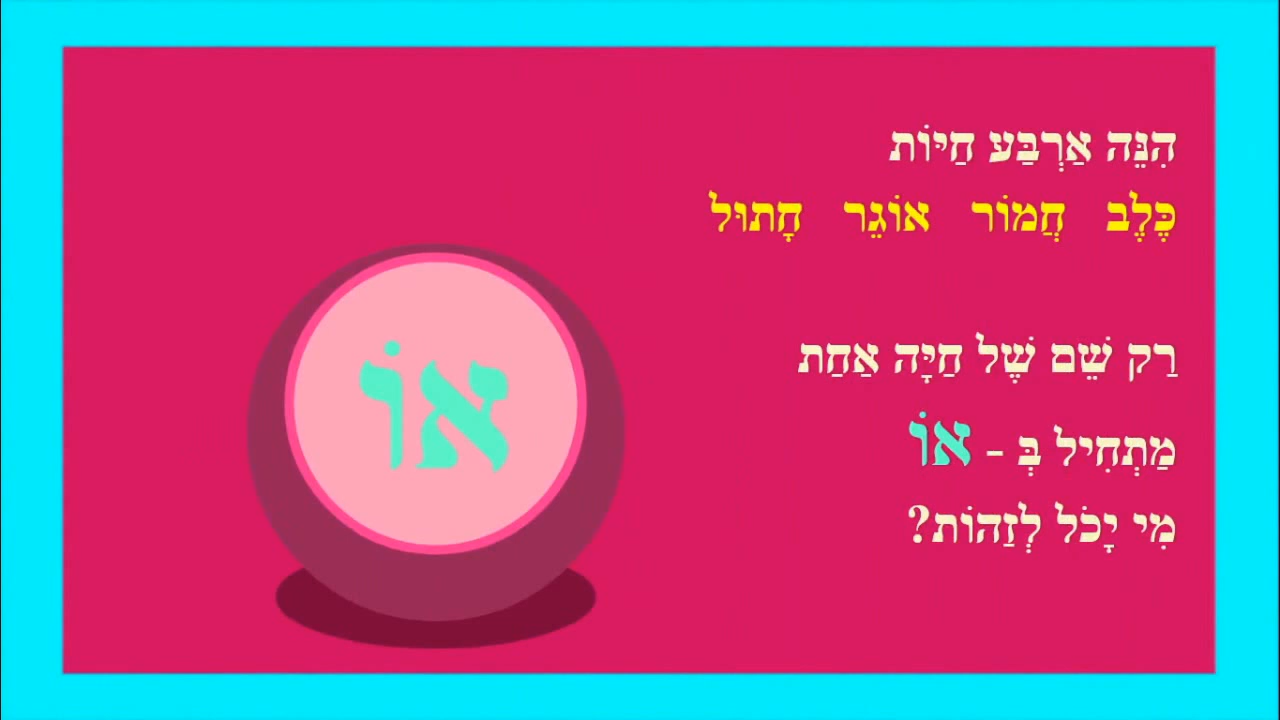 הִנֵּה אַרְבַּע חַיּוֹת
כֶּלֶב חֲמוֹר אוֹגֵר חָתוּל
רַק שֵׁם שֶׁל חַיָּה אַחַת
מַתְחִיל בְּ - אוֹ
מִי יָכֹל לְזַהוֹת?
אוֹ